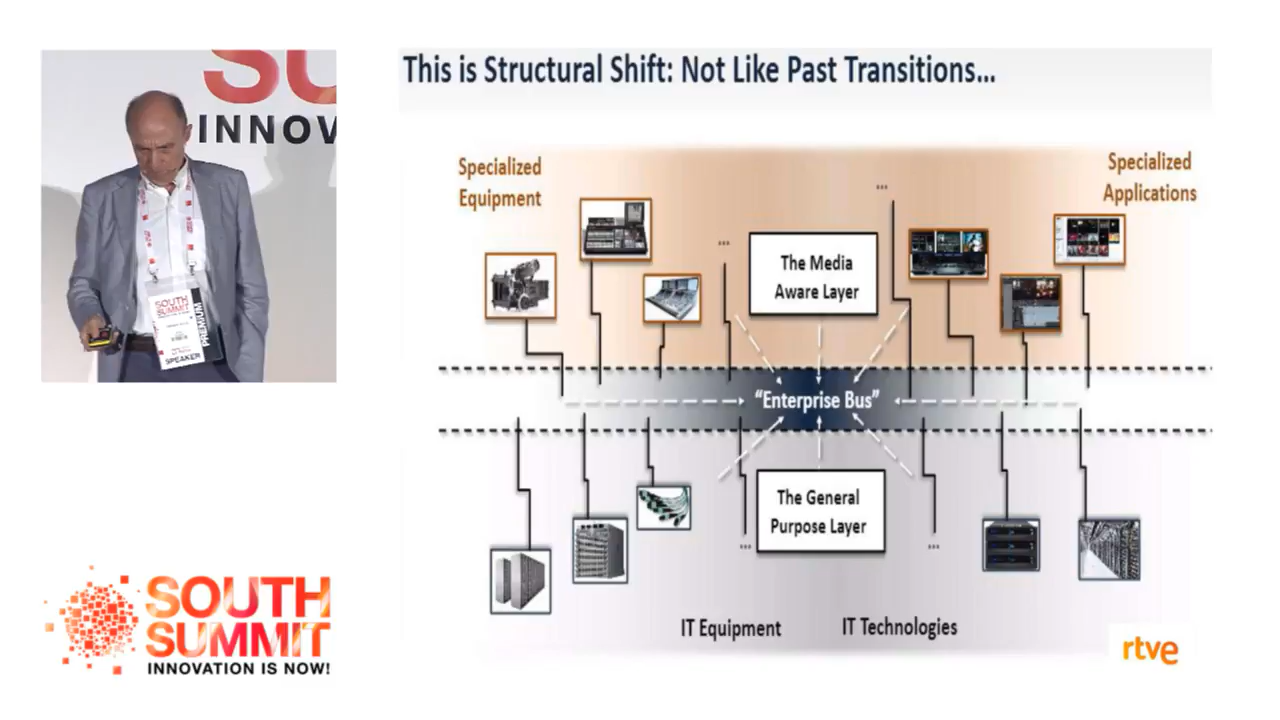 This is Structural Shift: Not Like Past Transitions...
INNOV
SOUTH
SUMMIT
PREMIUM
SPEAKER
Specialized
Equipment
Specialized
Applications
...
...
The Media
Aware Layer
“Enterprise Bus”
The General
Purpose Layer
...
...
IT Equipment
IT Technologies
rtve
SOUTH
SUMMIT
INNOVATION IS NOW!